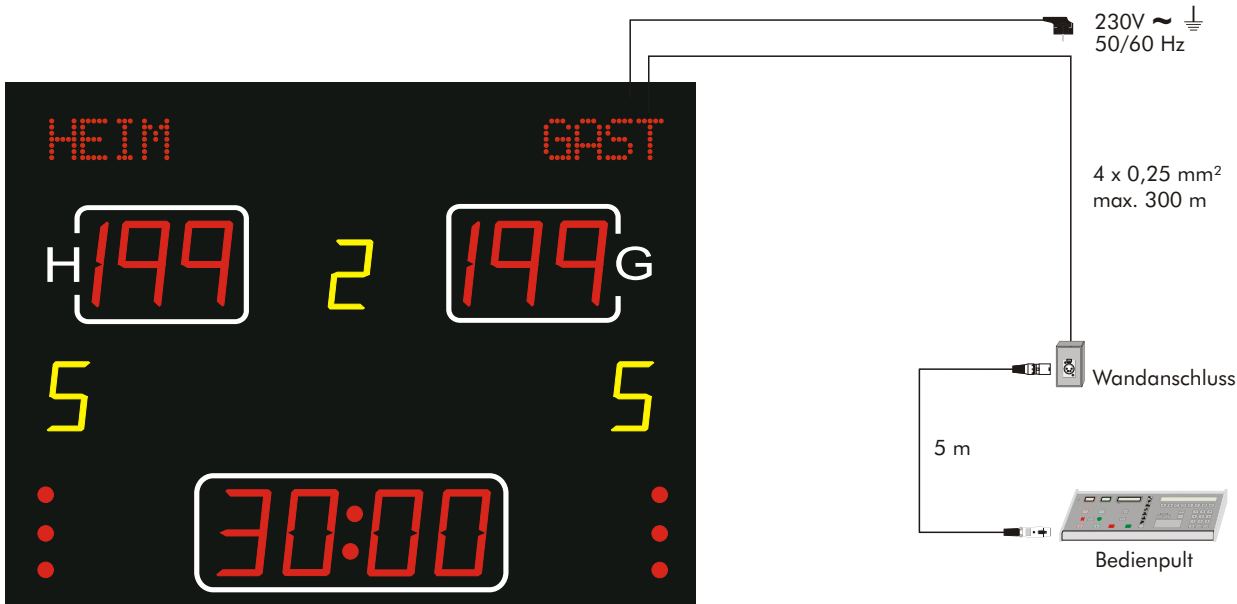 230V ~
50/60 Hz
HEIM GAST
4 x 0,25 mm²
max. 300 m
H 199 2 199 G
5 5
Wandanschluss
5 m
30:00
Bedienpult